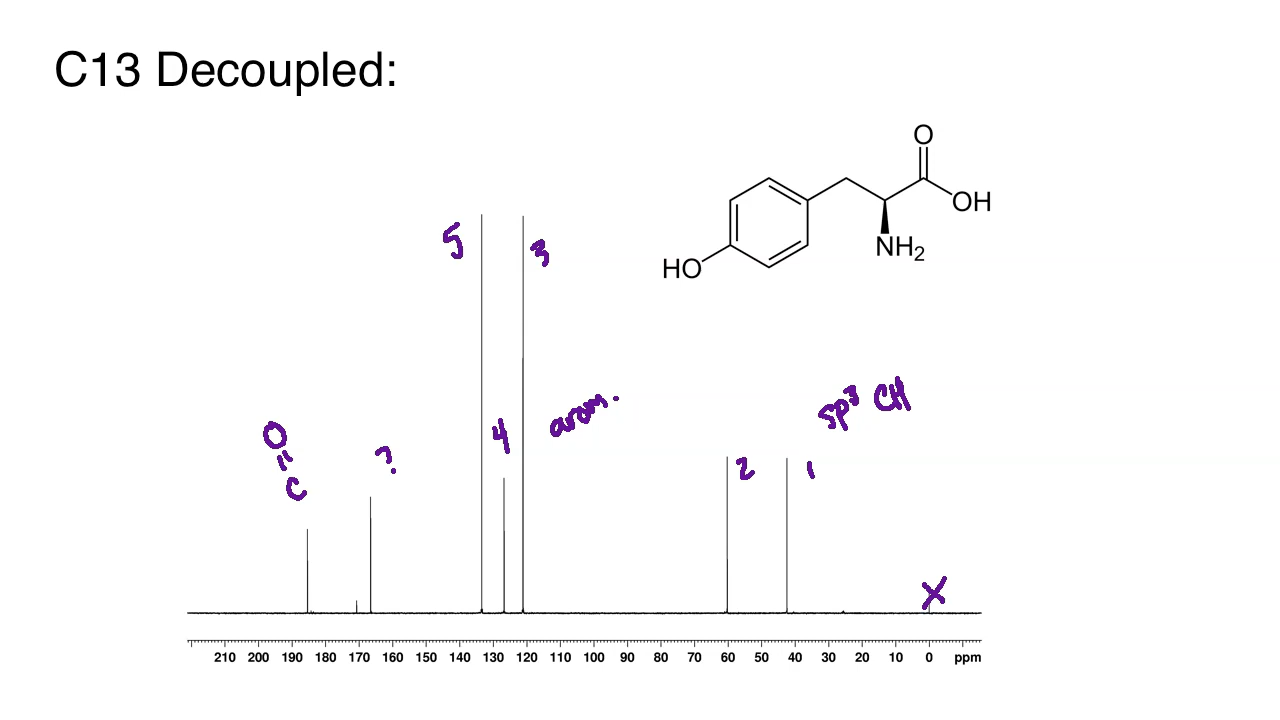 C13 Decoupled:
O
OH
NH2
HO
5
3
4
arom.
sp³ CH
O
=
C
?
2
1
X
210 200 190 180 170 160 150 140 130 120 110 100 90 80 70 60 50 40 30 20 10 0 ppm